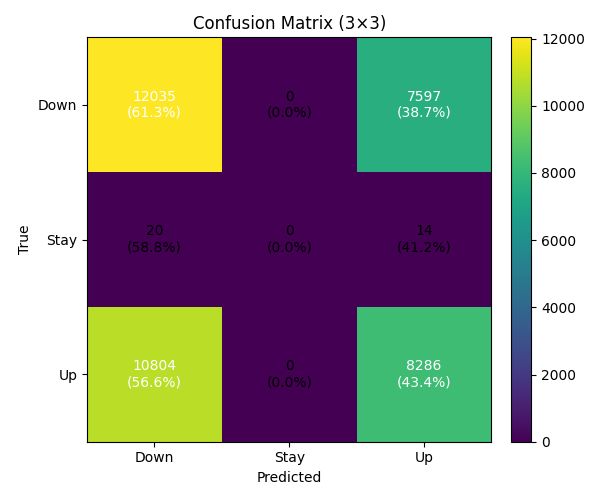 Confusion Matrix (3×3)
Down
12035
(61.3%)
0
(0.0%)
7597
(38.7%)
Stay
20
(58.8%)
0
(0.0%)
14
(41.2%)
Up
10804
(56.6%)
0
(0.0%)
8286
(43.4%)
Down
Stay
Up
Predicted
True
12000
10000
8000
6000
4000
2000
0